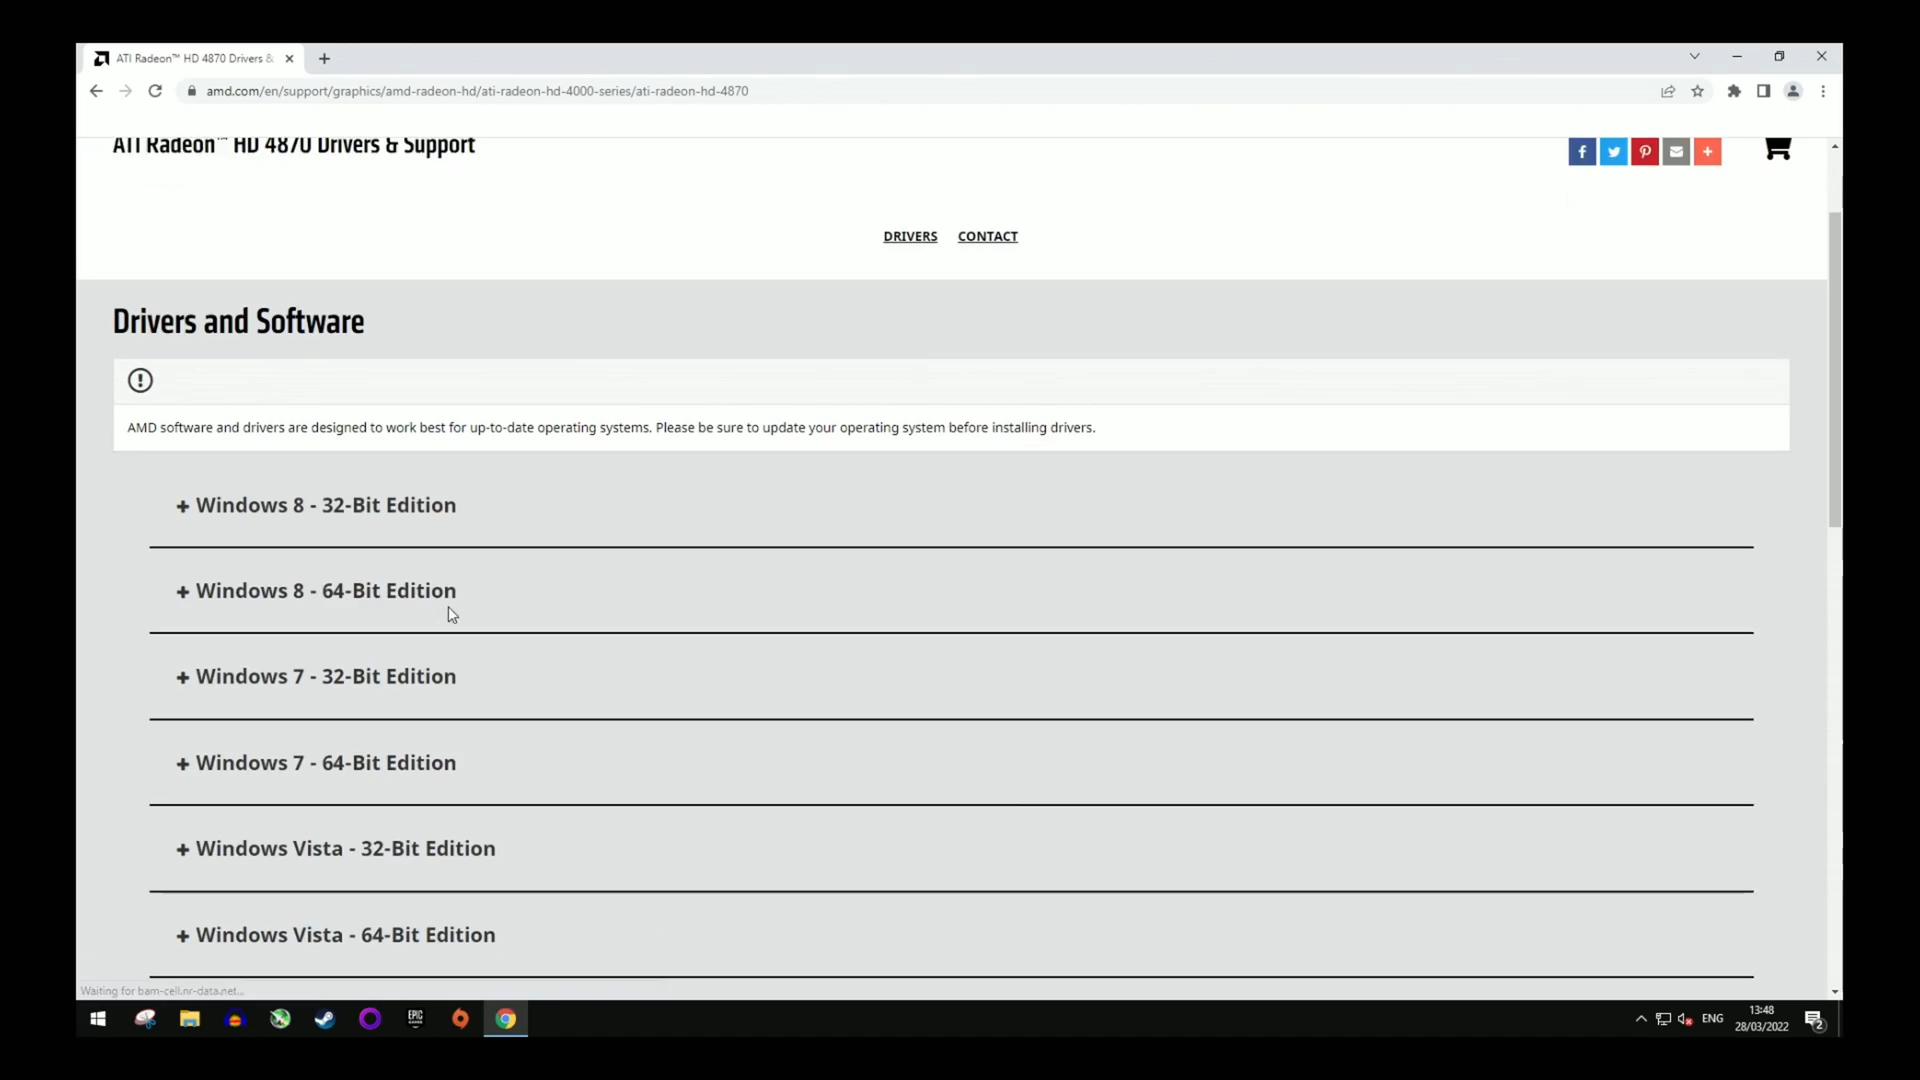 ATI Radeon™ HD 4870 Drivers &
amd.com/en/support/graphics/amd-radeon-hd/ati-radeon-hd-4000-series/ati-radeon-hd-4870
ATI Radeon™ HD 4870 Drivers & Support
DRIVERS CONTACT
Drivers and Software
AMD software and drivers are designed to work best for up-to-date operating systems. Please be sure to update your operating system before installing drivers.
+ Windows 8 - 32-Bit Edition
+ Windows 8 - 64-Bit Edition
+ Windows 7 - 32-Bit Edition
+ Windows 7 - 64-Bit Edition
+ Windows Vista - 32-Bit Edition
+ Windows Vista - 64-Bit Edition
Waiting for bam-cell.nr-data.net...
EPIC
GAMES
ENG
13:48
28/03/2022
2